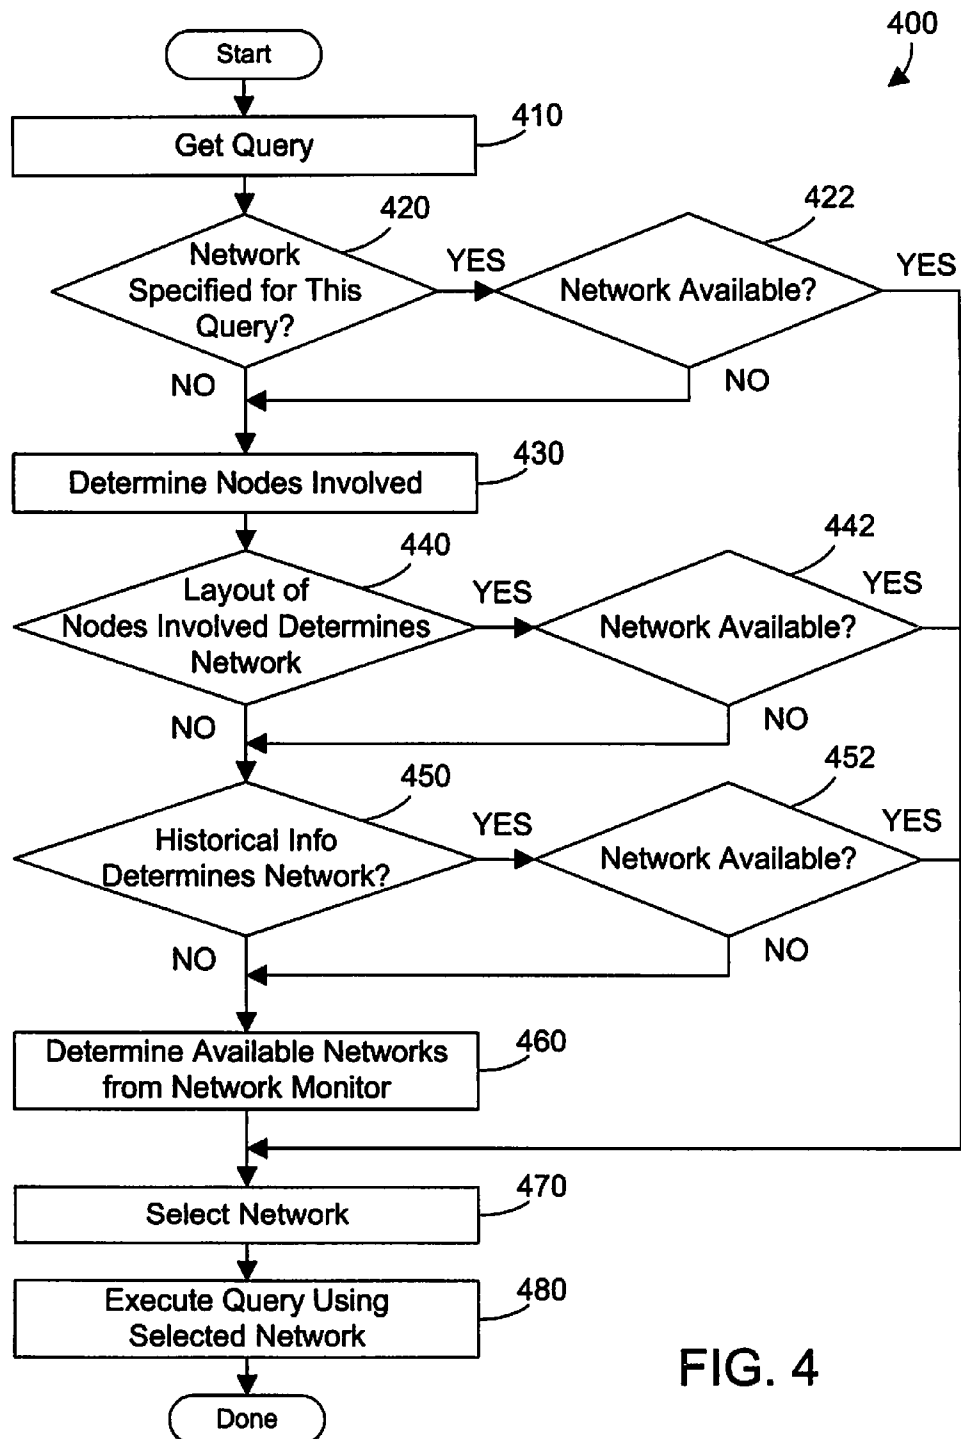 400
Start
410
Get Query
420
422
Network
Specified for This
Query?
YES
Network Available?
YES
NO
NO
430
Determine Nodes Involved
440
442
Layout of
Nodes Involved Determines
Network
YES
Network Available?
YES
NO
NO
450
452
Historical Info
Determines Network?
YES
Network Available?
YES
NO
NO
460
Determine Available Networks
from Network Monitor
470
Select Network
480
Execute Query Using
Selected Network
Done
FIG. 4